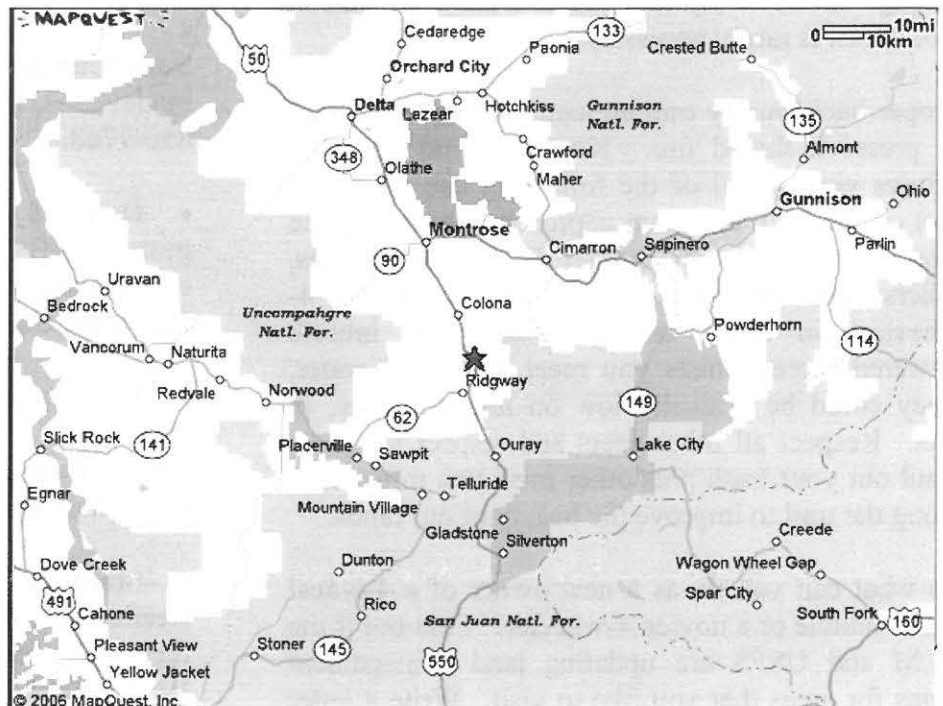 MAPQUEST
10mi
0
10km
133
Cedaredge
Paonia
Crested Butte
50
Orchard City
Delta
Lazear
Hotchkiss
Gunnison
Natl. For.
135
348
Olathe
Crawford
Almont
Maher
Ohio
Gunnison
Montrose
90
Cimarron
Sapinero
Parlin
Uravan
Bedrock
Uncompahgre
Natl. For.
Colona
Powderhorn
114
Vancorum
Naturita
Ridgway
Redvale
Norwood
62
149
Slick Rock
141
Placerville
Sawpit
Ouray
Lake City
Egnar
Telluride
Mountain Village
Gladstone
Silverton
Creede
Dunton
Wagon Wheel Gap
Dove Creek
Rico
Spar City
491
Cahone
San Juan Natl. For.
South Fork
160
Pleasant View
Stoner
145
550
Yellow Jacket
© 2006 MapQuest, Inc.